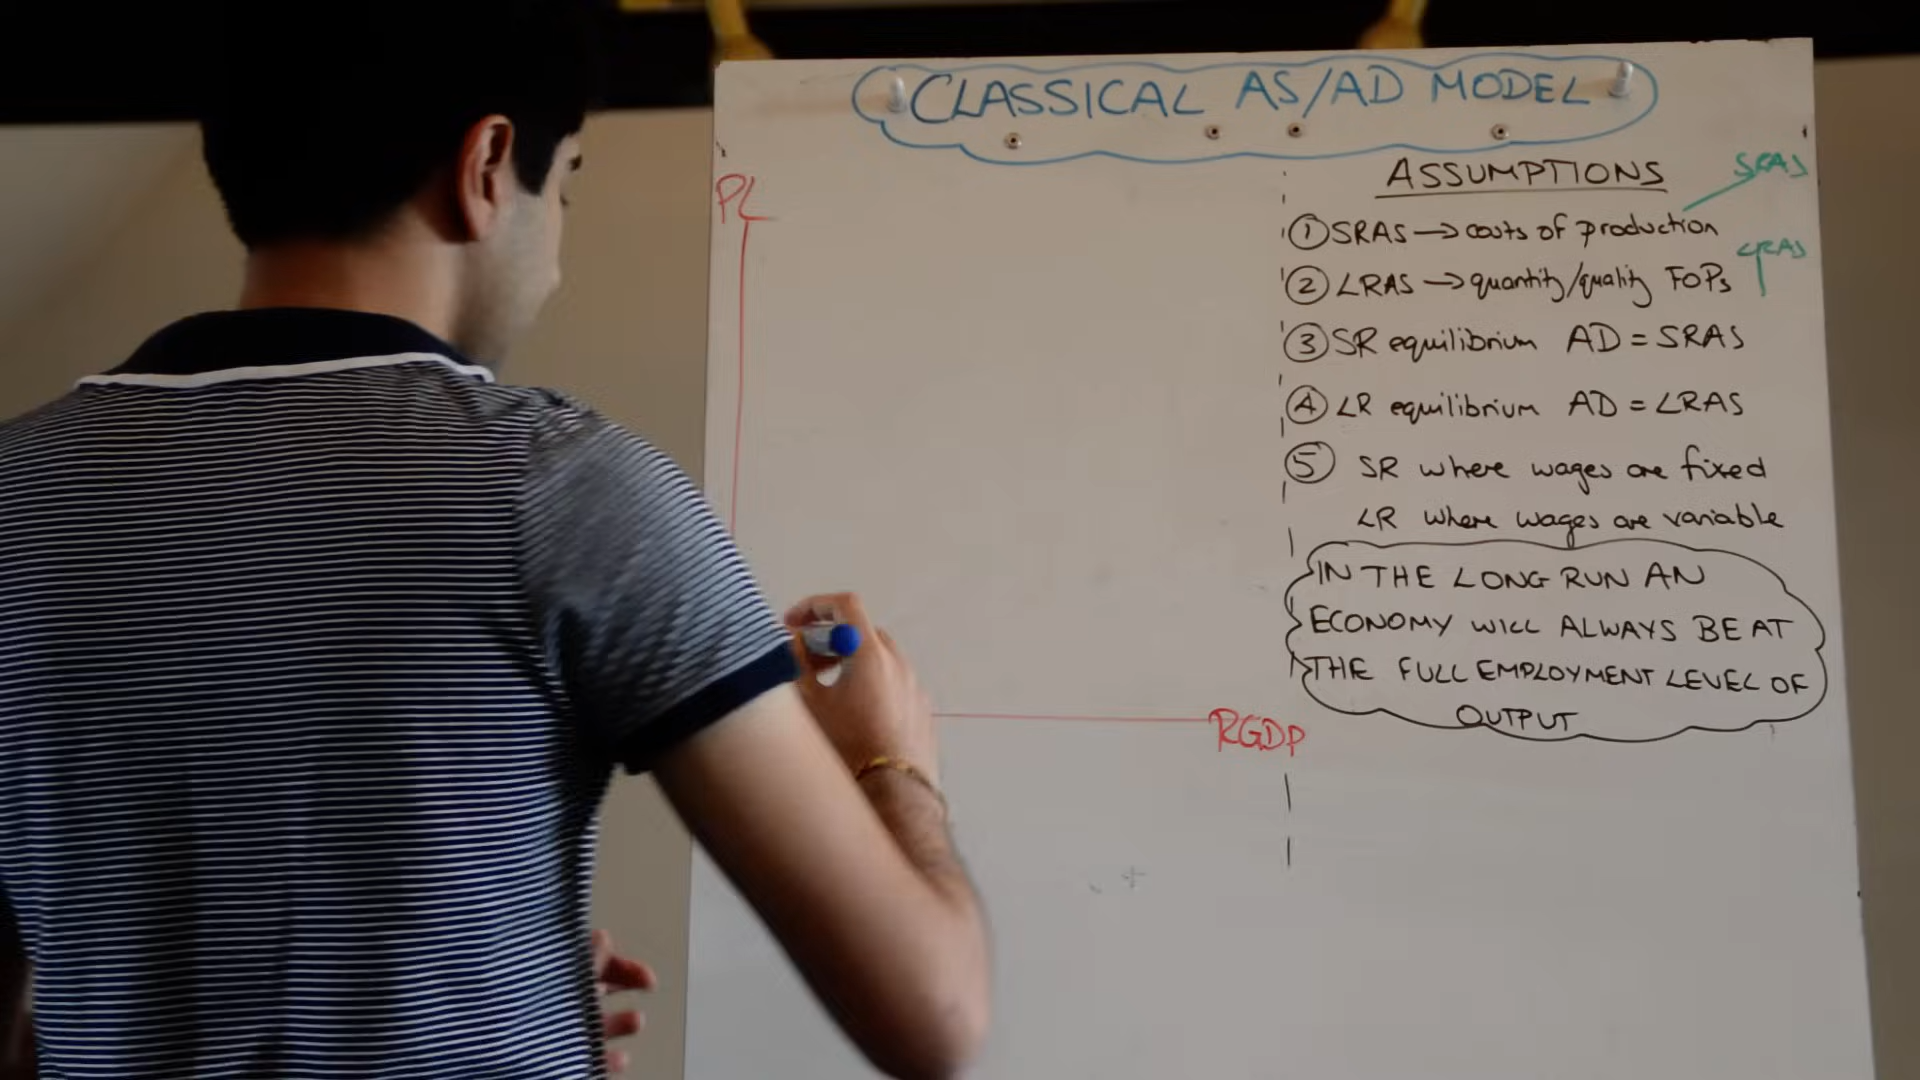 CLASSICAL AS/AD MODEL
PL
RGDP
ASSUMPTIONS
SRAS
① SRAS → costs of production
LRAS
② LRAS → quantity/quality FOPs
③ SR equilibrium AD = SRAS
④ LR equilibrium AD = LRAS
⑤ SR where wages are fixed
LR where wages are variable
IN THE LONG RUN AN
ECONOMY WILL ALWAYS BE AT
THE FULL EMPLOYMENT LEVEL OF
OUTPUT